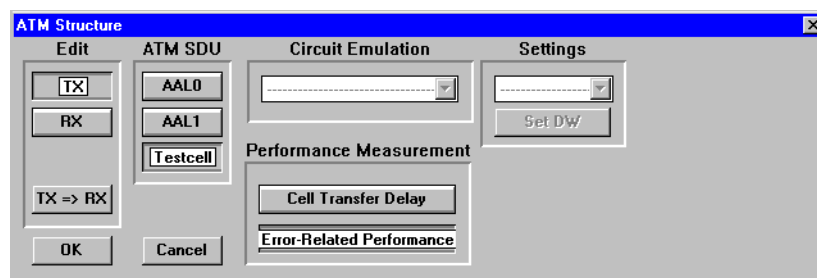 ATM Structure
Edit ATM SDU Circuit Emulation Settings
TX AAL0 -------------------- ----------------
RX AAL1 Set DW
Testcell Performance Measurement
TX => RX Cell Transfer Delay
OK Cancel Error-Related Performance